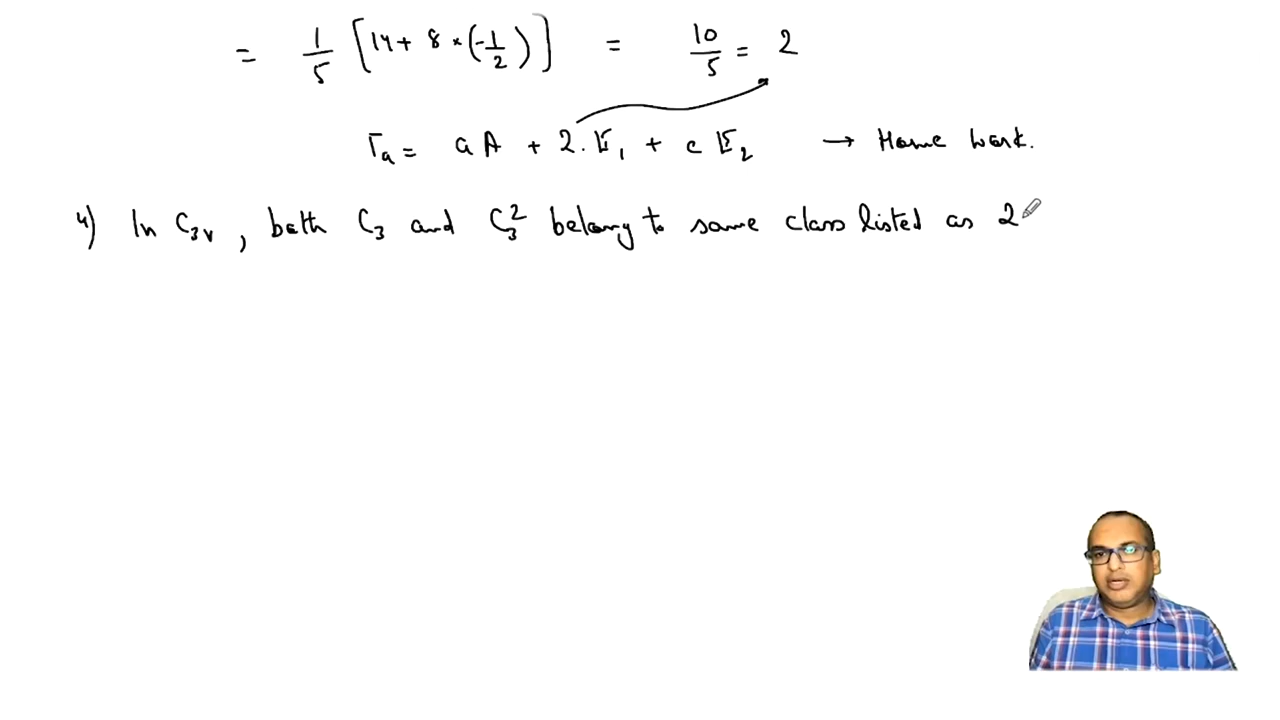 = 1/5 [14 + 8 × (-1/2)] = 10/5 = 2
Γa = a A + 2. E1 + c E2 → Home work.
4) In C3v, both C3 and C3² belong to same class listed as 2